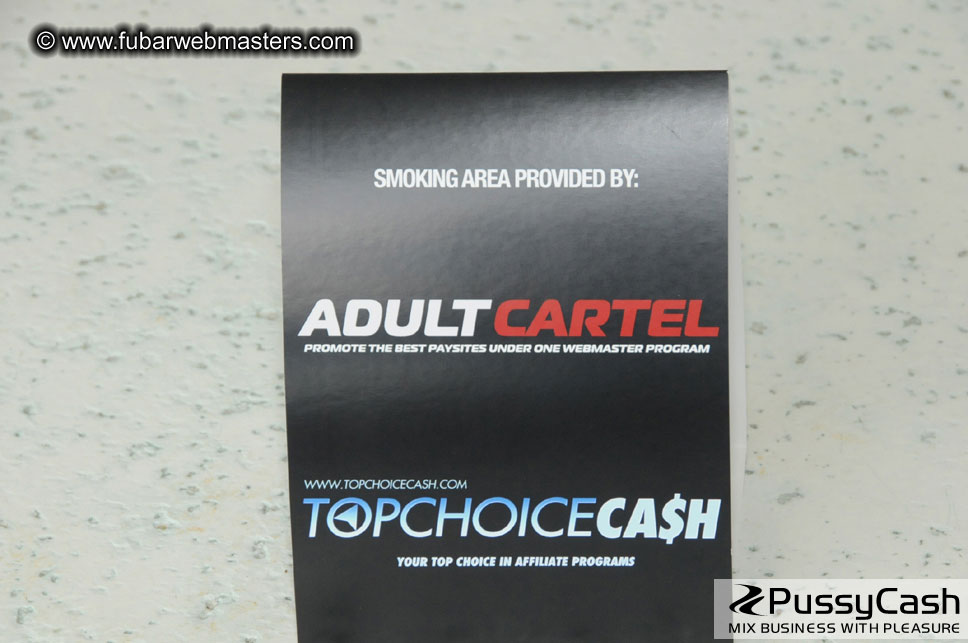 © www.fubarwebmasters.com
SMOKING AREA PROVIDED BY:
ADULT CARTEL
PROMOTE THE BEST PAYSITES UNDER ONE WEBMASTER PROGRAM
WWW.TOPCHOICECASH.COM
TOPCHOICECA$H
YOUR TOP CHOICE IN AFFILIATE PROGRAMS
PussyCash
MIX BUSINESS WITH PLEASURE